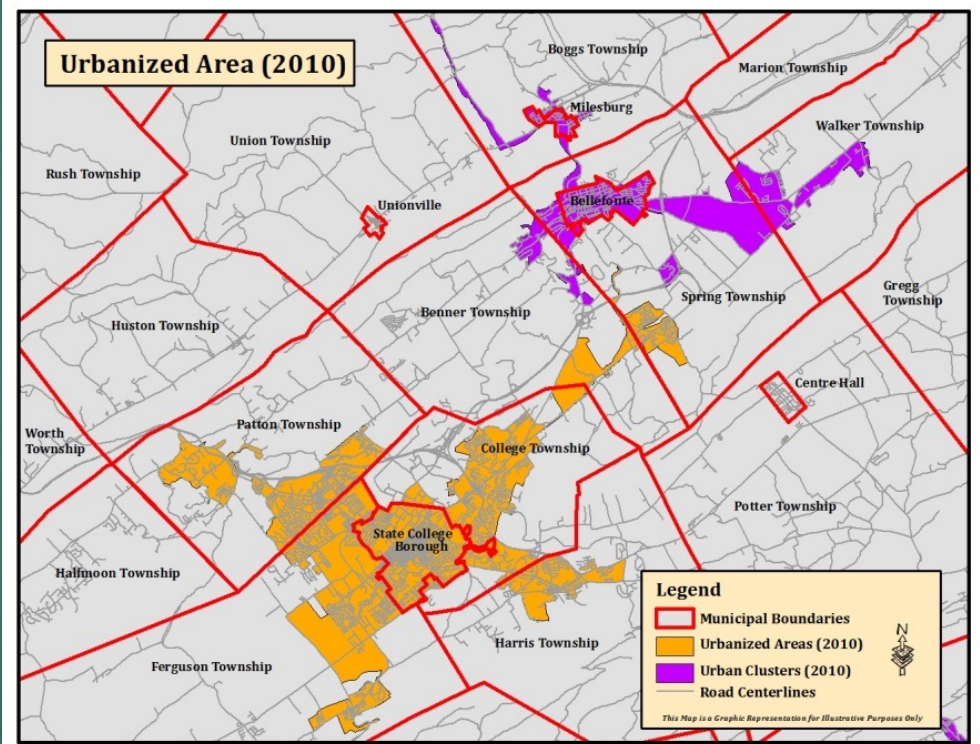 Urbanized Area (2010)
Boggs Township
Marion Township
Milesburg
Walker Township
Union Township
Rush Township
Unionville
Bellefonte
Gregg
Township
Spring Township
Benner Township
Huston Township
Centre Hall
Patton Township
Worth
Township
College Township
Potter Township
State College
Borough
Halfmoon Township
Harris Township
Ferguson Township
Legend
Municipal Boundaries
Urbanized Areas (2010)
Urban Clusters (2010)
Road Centerlines
N
This Map is a Graphic Representation for Illustrative Purposes Only